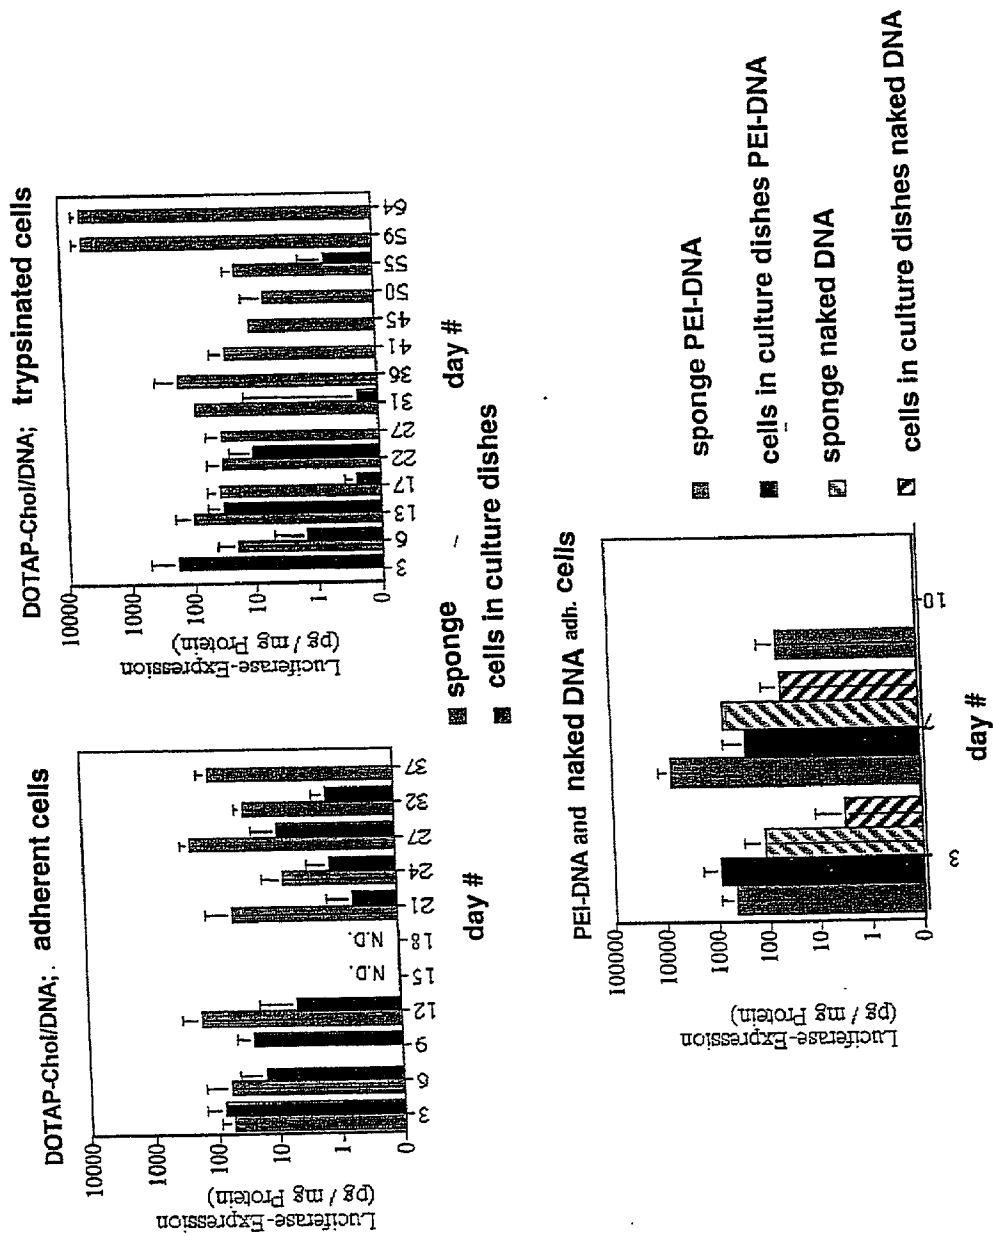 DOTAP-Chol/DNA;. adherent cells
Luciferase-Expression
(pg / mg Protein)
10000
1000
100
10
1
0
3
6
9
12
15
18
21
24
27
32
37
N.D.
N.D.
day #
DOTAP-Chol/DNA; trypsinated cells
Luciferase-Expression
(pg / mg Protein)
10000
1000
100
10
1
0
3
6
13
17
22
27
31
36
41
45
50
55
59
64
day #
sponge
cells in culture dishes
PEI-DNA and naked DNA adh. cells
Luciferase-Expression
(pg / mg Protein)
100000
10000
1000
100
10
1
0
3
7
10
day #
sponge PEI-DNA
cells in culture dishes PEI-DNA
sponge naked DNA
cells in culture dishes naked DNA